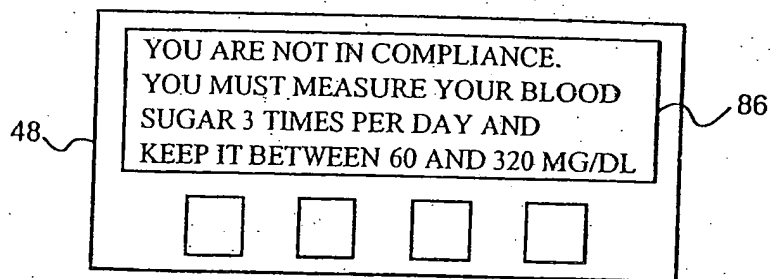 YOU ARE NOT IN COMPLIANCE.
YOU MUST MEASURE YOUR BLOOD
SUGAR 3 TIMES PER DAY AND
KEEP IT BETWEEN 60 AND 320 MG/DL
48
86